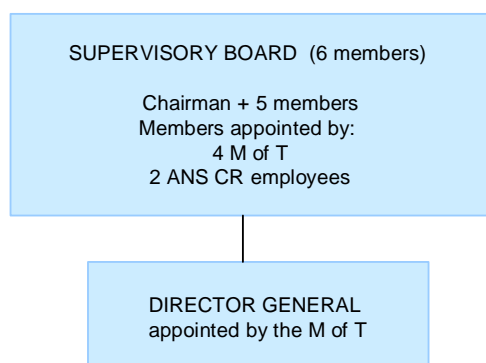 SUPERVISORY BOARD (6 members)
Chairman + 5 members
Members appointed by:
4 M of T
2 ANS CR employees
DIRECTOR GENERAL
appointed by the M of T